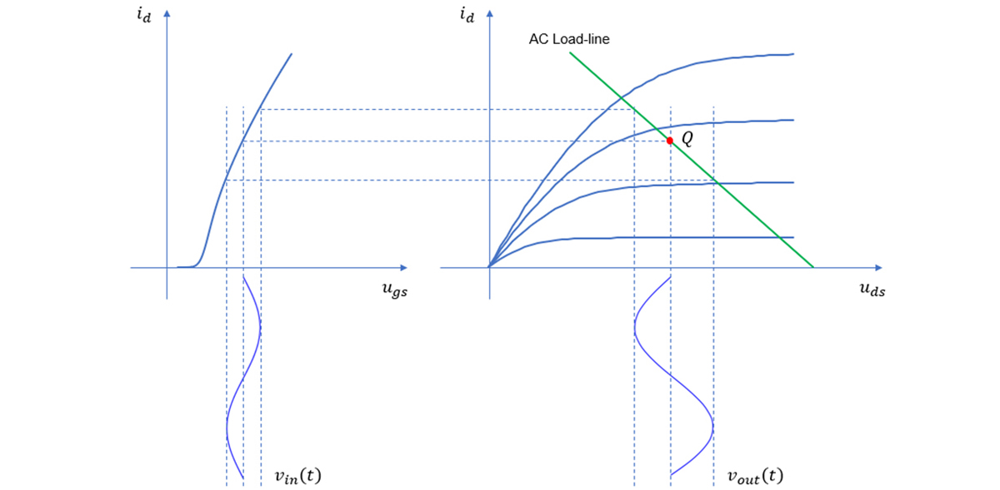 i_d
i_d
AC Load-line
Q
u_gs
u_ds
v_in(t)
v_out(t)